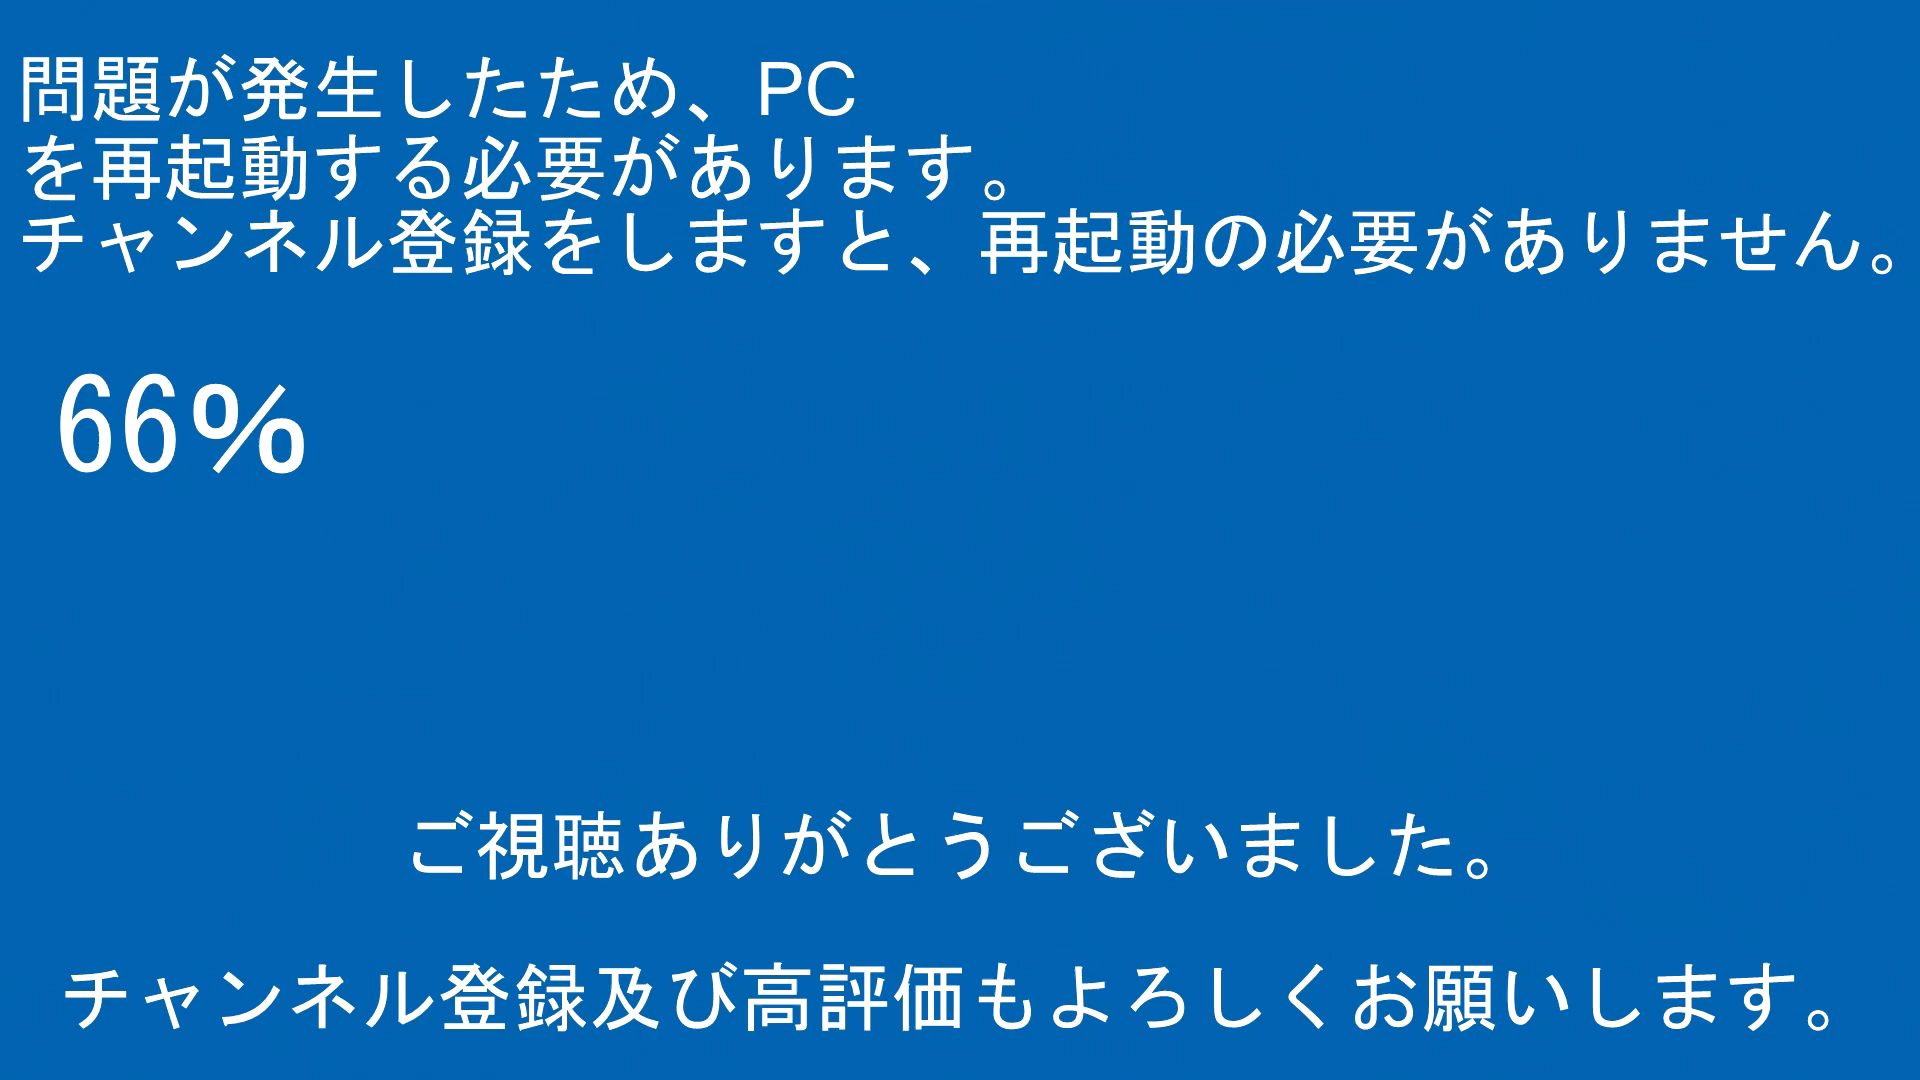 問題が発生したため、PC
を再起動する必要があります。
チャンネル登録をしますと、再起動の必要がありません。
66%
ご視聴ありがとうございました。
チャンネル登録及び高評価もよろしくお願いします。